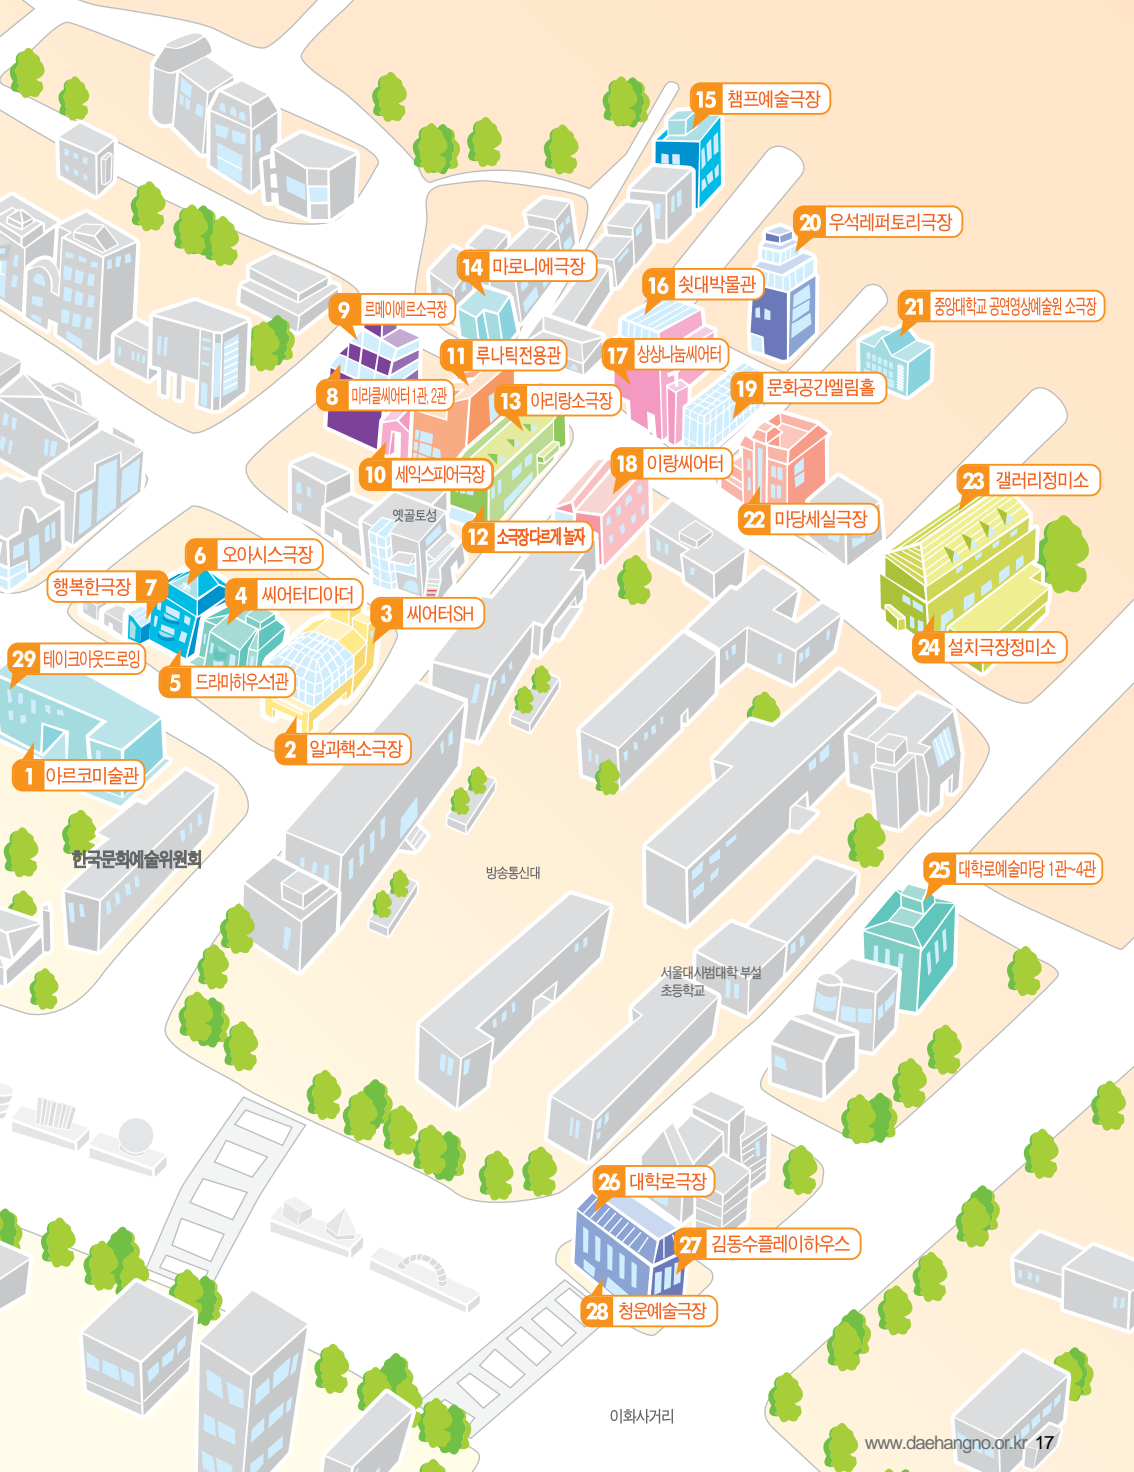 15 챔프예술극장
20 우석레퍼토리극장
14 마로니에극장
16 쇳대박물관
9 르메이에르소극장
21 중앙대학교 공연영상예술원 소극장
11 루나틱전용관
17 상상나눔씨어터
8 미리클씨어터 1관, 2관
13 아리랑소극장
19 문화공간엘림홀
10 세익스피어극장
18 이랑씨어터
23 갤러리정미소
옛골토성
12 소극장다르게 놀자
22 마당세실극장
6 오아시스극장
행복한극장 7
4 씨어터디아더
3 씨어터SH
24 설치극장정미소
29 테이크아웃드로잉
5 드라마하우스1관
2 알과핵소극장
1 아르코미술관
한국문화예술위원회
방송통신대
25 대학로예술마당 1관~4관
서울대사범대학 부설
초등학교
26 대학로극장
27 김동수플레이하우스
28 청운예술극장
이화사거리
www.daehangno.or.kr 17